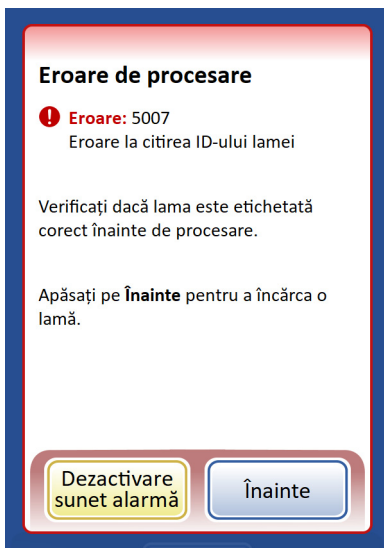 Eroare de procesare
Eroare: 5007
Eroare la citirea ID-ului lamei
Verificați dacă lama este etichetată
corect înainte de procesare.
Apăsați pe Înainte pentru a încărca o
lamă.
Dezactivare
sunet alarmă
Înainte